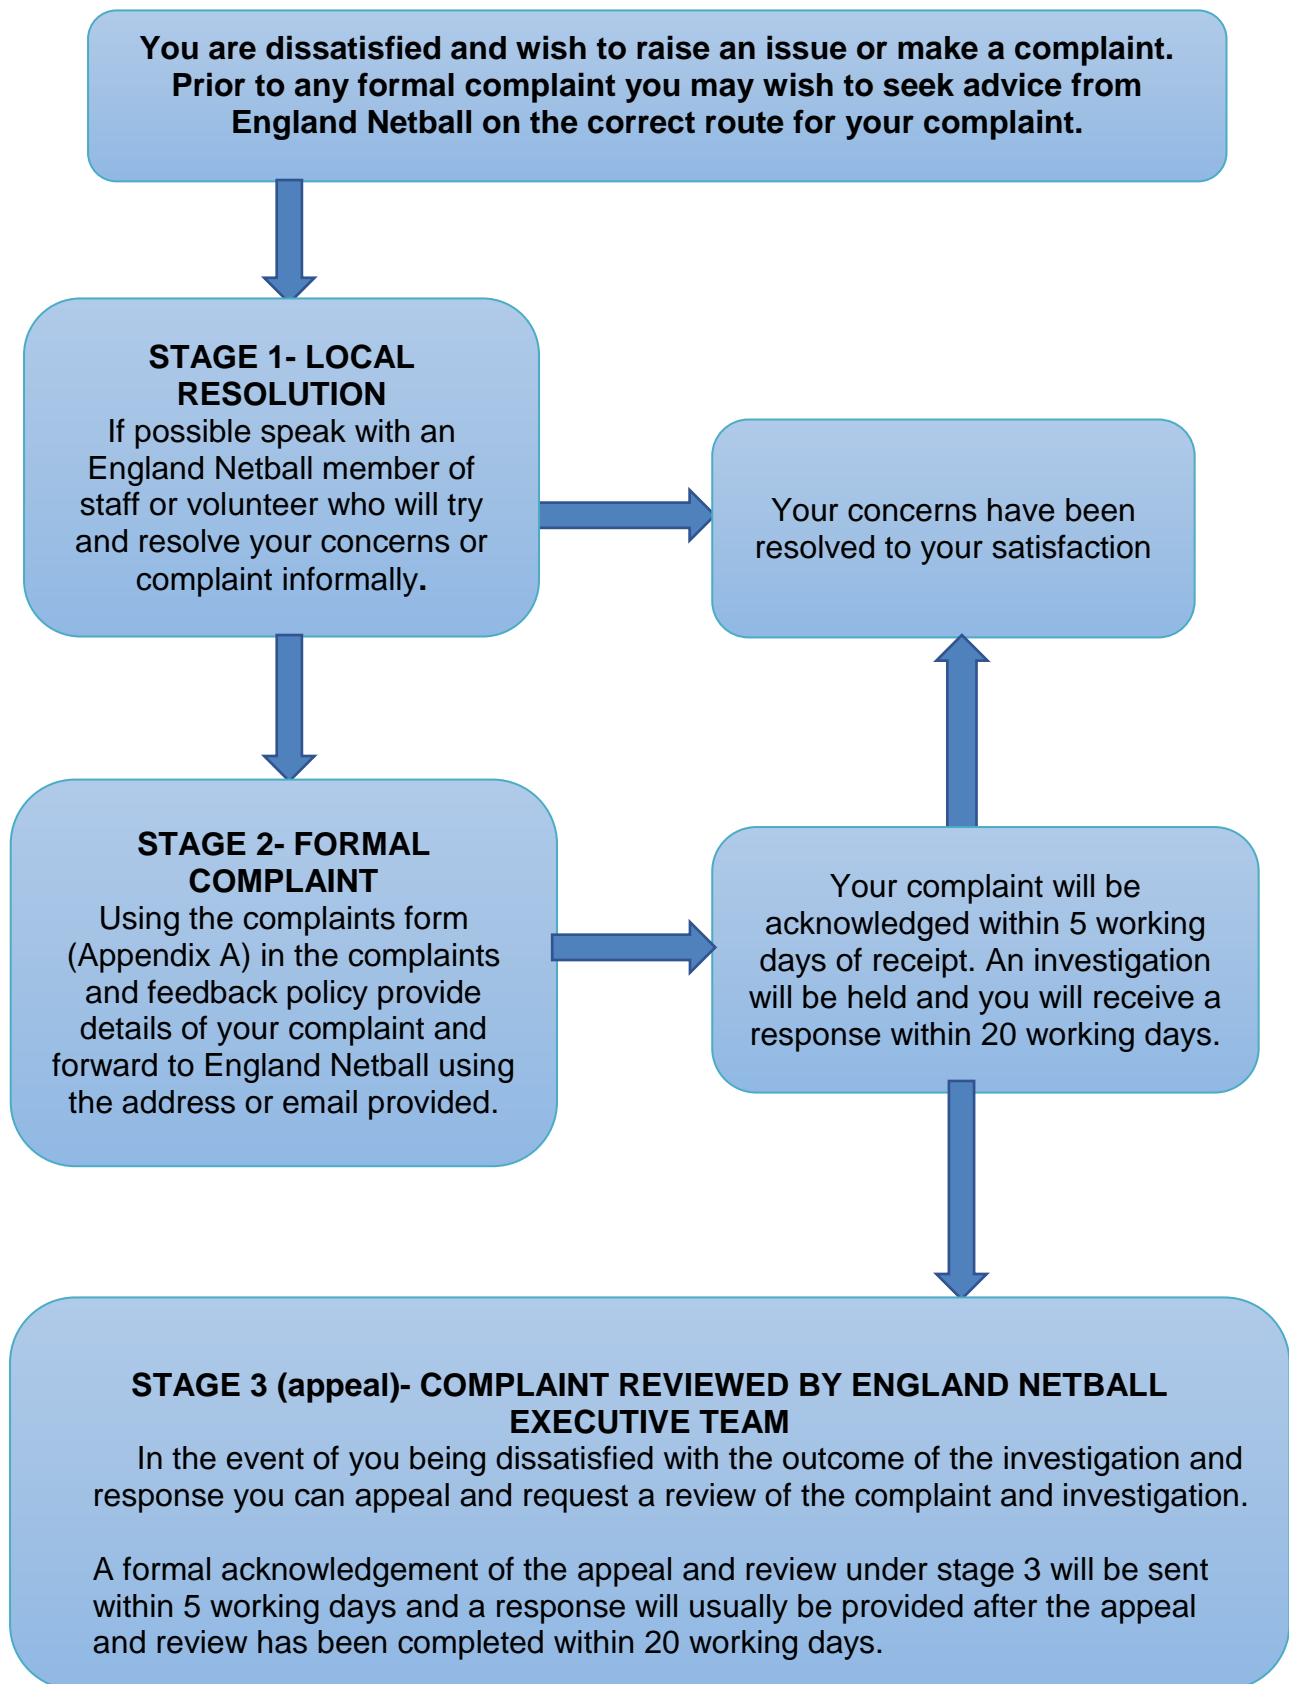 You are dissatisfied and wish to raise an issue or make a complaint.
Prior to any formal complaint you may wish to seek advice from
England Netball on the correct route for your complaint.
STAGE 1- LOCAL
RESOLUTION
If possible speak with an
England Netball member of
staff or volunteer who will try
and resolve your concerns or
complaint informally.
Your concerns have been
resolved to your satisfaction
STAGE 2- FORMAL
COMPLAINT
Using the complaints form
(Appendix A) in the complaints
and feedback policy provide
details of your complaint and
forward to England Netball using
the address or email provided.
Your complaint will be
acknowledged within 5 working
days of receipt. An investigation
will be held and you will receive a
response within 20 working days.
STAGE 3 (appeal)- COMPLAINT REVIEWED BY ENGLAND NETBALL
EXECUTIVE TEAM
In the event of you being dissatisfied with the outcome of the investigation and
response you can appeal and request a review of the complaint and investigation.
A formal acknowledgement of the appeal and review under stage 3 will be sent
within 5 working days and a response will usually be provided after the appeal
and review has been completed within 20 working days.